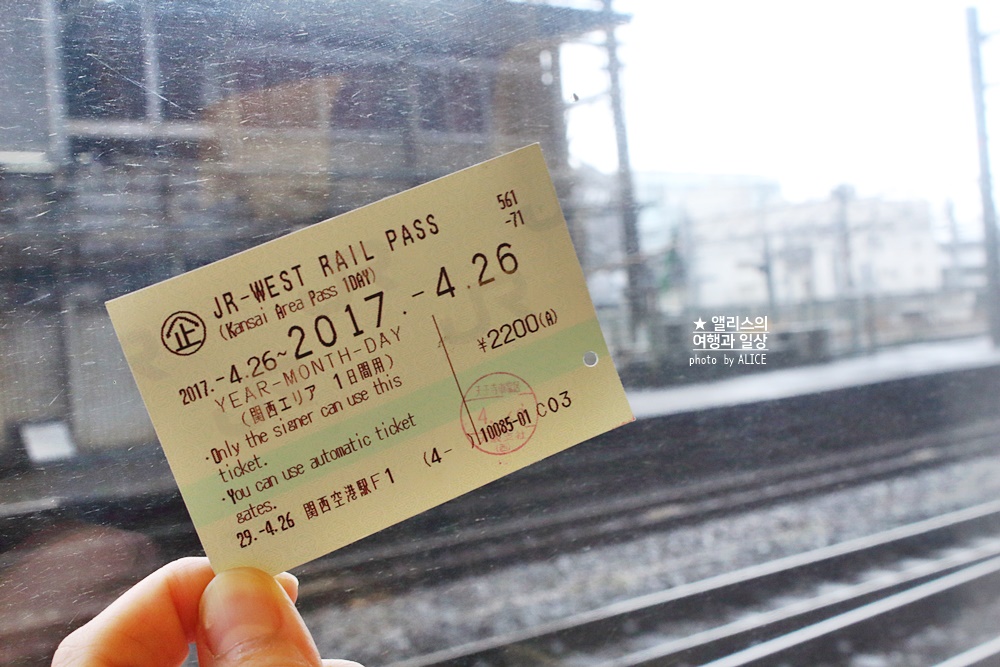 561
-71
JR-WEST RAIL PASS
企
(Kansai Area Pass 1DAY)
2017.-4.26~2017.-4.26
YEAR-MONTH-DAY
¥2200(A)
(関西エリア 1日間用)
·Only the signer can use this
ticket.
·You can use automatic ticket
gates.
10085-01 C03
29.-4.26 関西空港駅F1 (4-
★ 앨리스의
여행과 일상
photo by ALICE